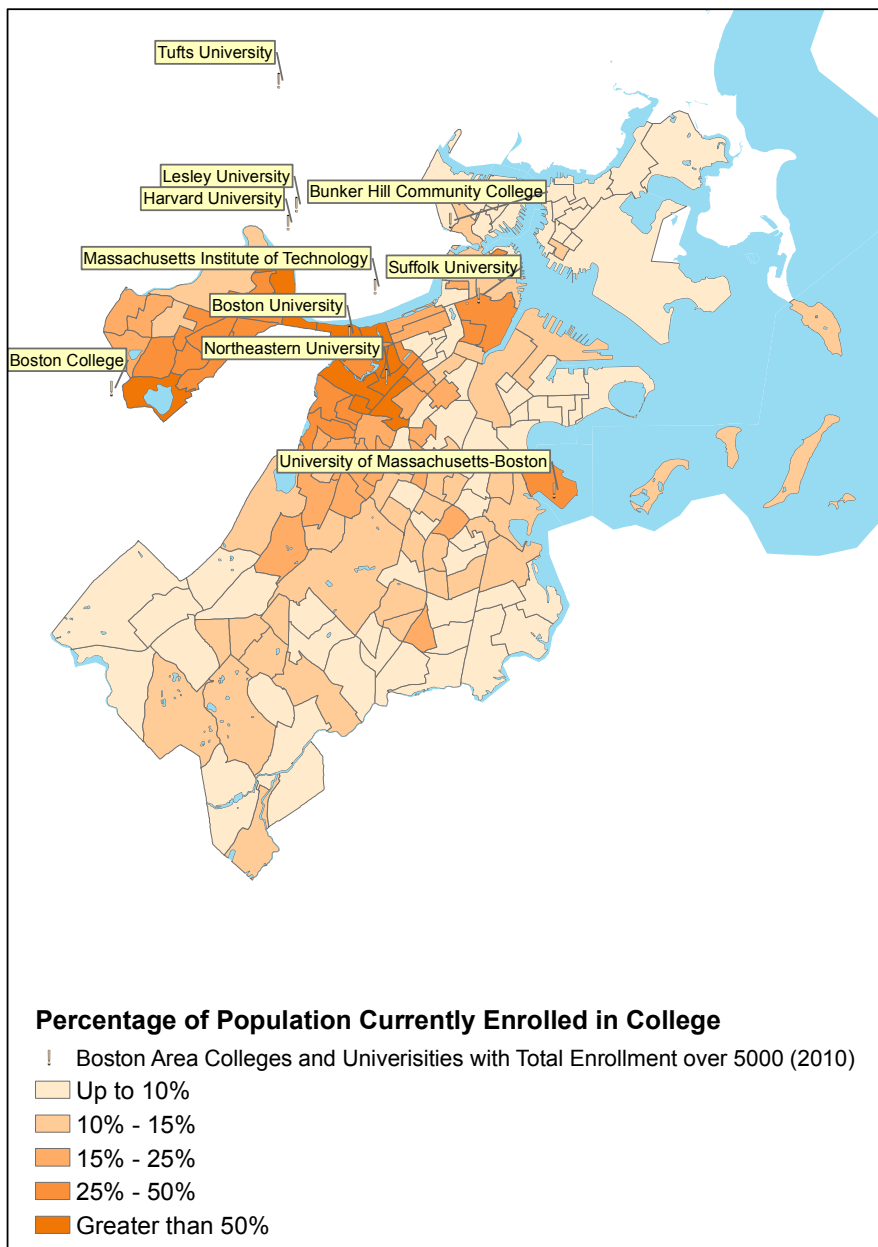 Tufts University
Lesley University
Bunker Hill Community College
Harvard University
Massachusetts Institute of Technology
Suffolk University
Boston University
Northeastern University
Boston College
University of Massachusetts-Boston
Percentage of Population Currently Enrolled in College
Boston Area Colleges and Univerisities with Total Enrollment over 5000 (2010)
Up to 10%
10% - 15%
15% - 25%
25% - 50%
Greater than 50%